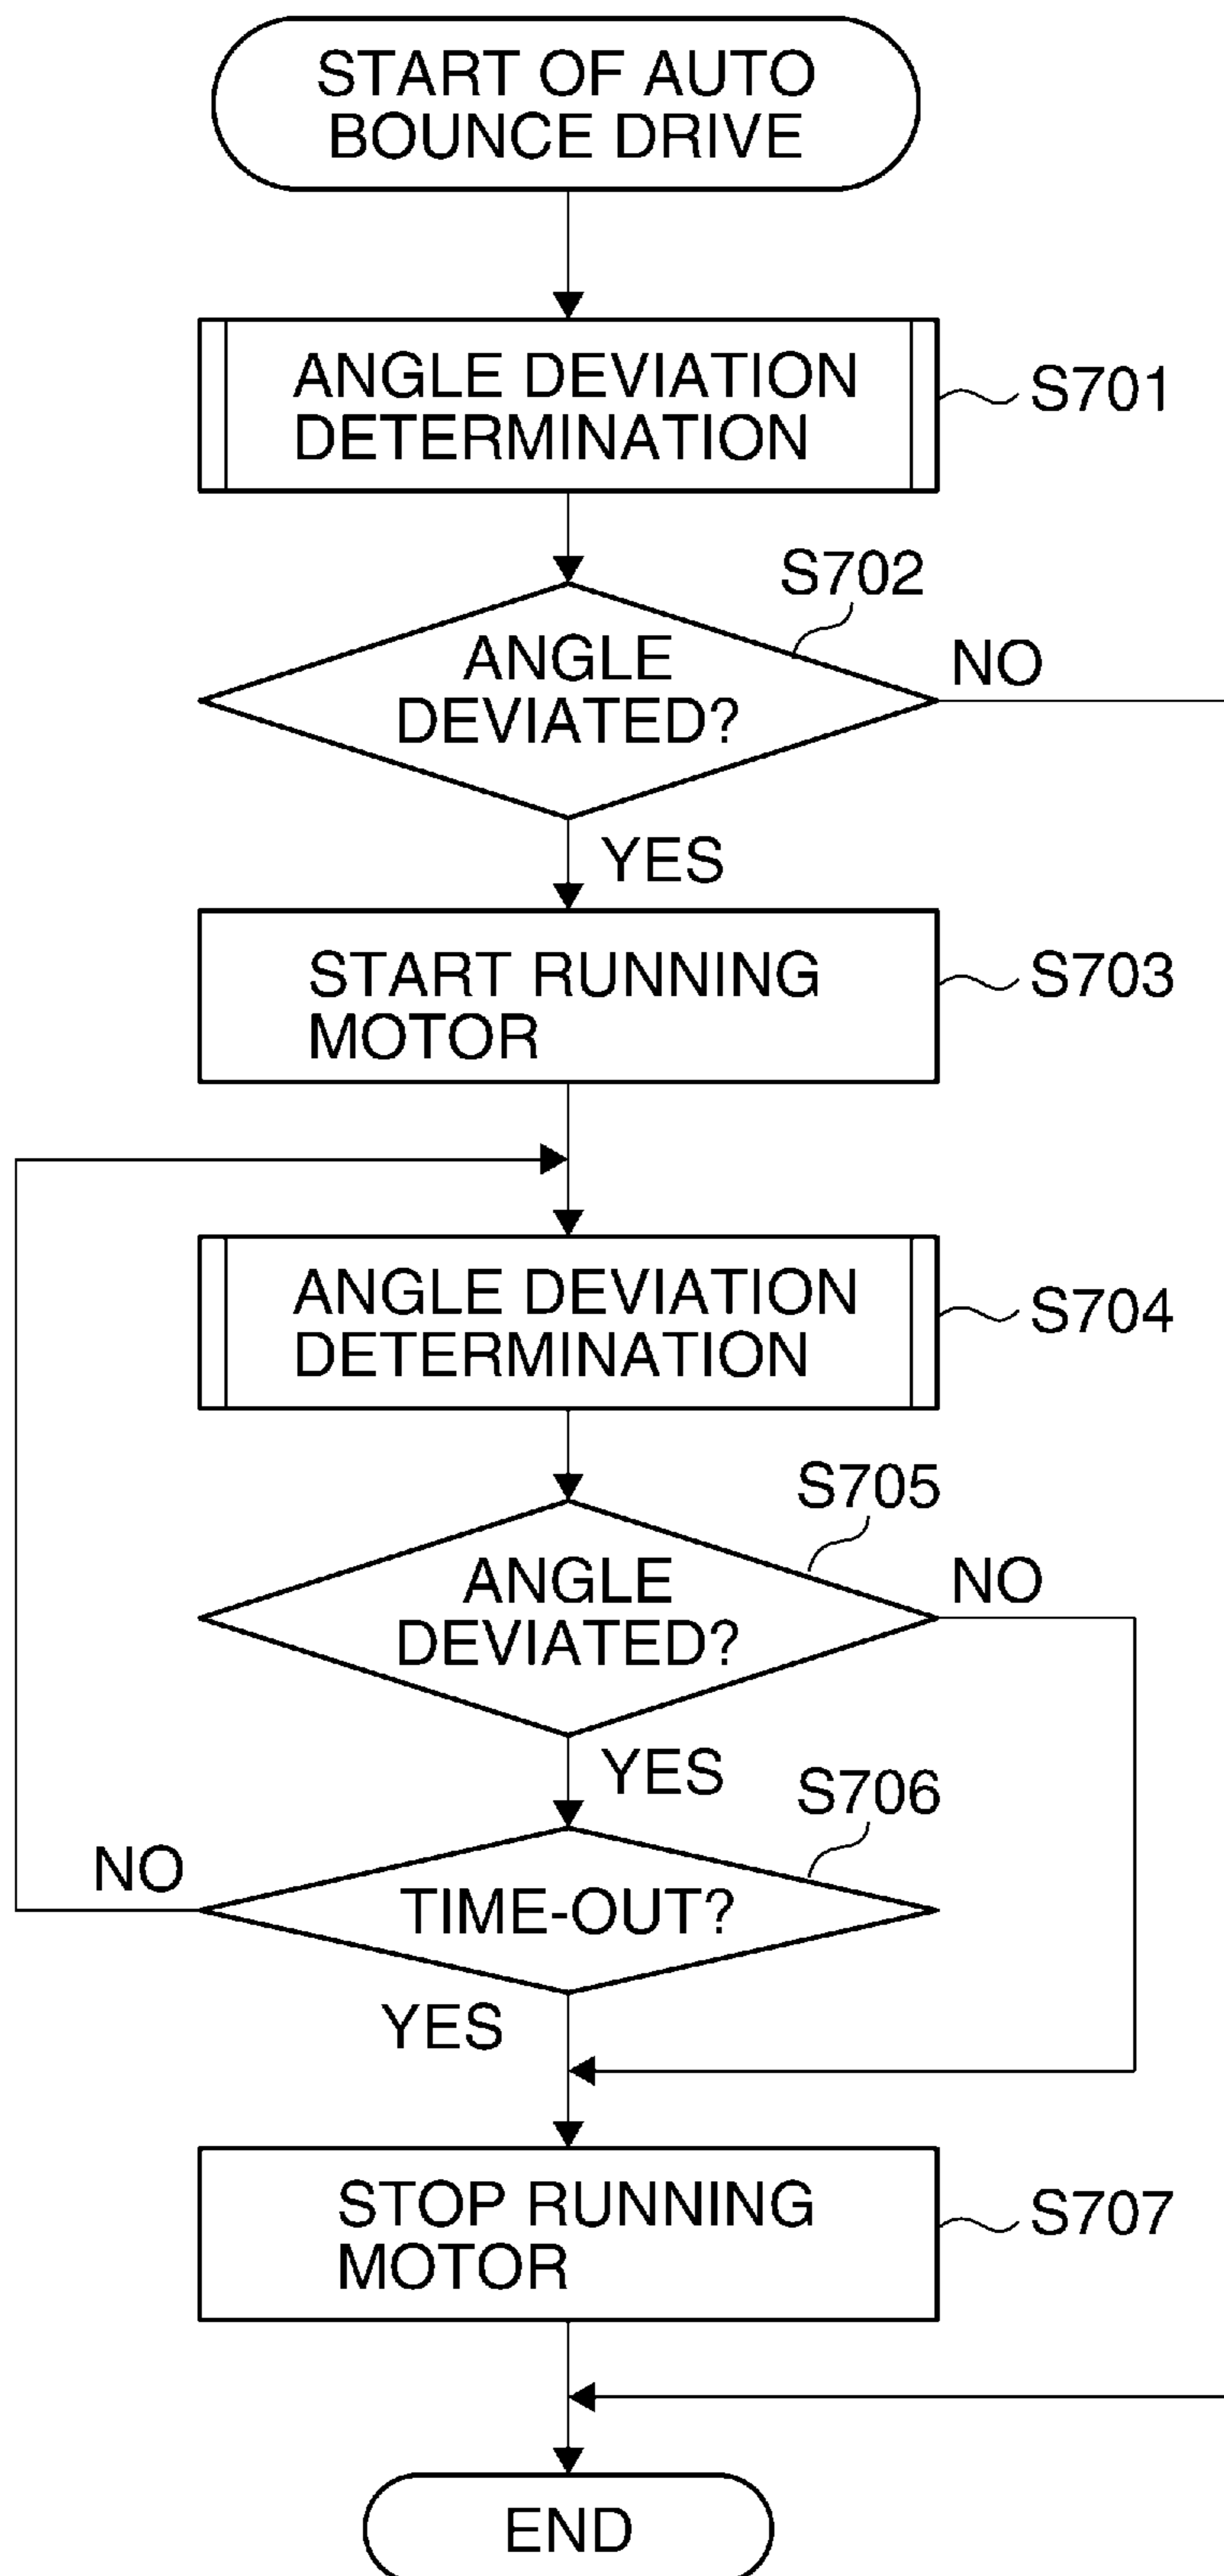 START OF AUTO
BOUNCE DRIVE
ANGLE DEVIATION
DETERMINATION
S701
S702
ANGLE
DEVIATED?
NO
YES
START RUNNING
MOTOR
S703
ANGLE DEVIATION
DETERMINATION
S704
S705
ANGLE
DEVIATED?
NO
YES
S706
NO
TIME-OUT?
YES
STOP RUNNING
MOTOR
S707
END